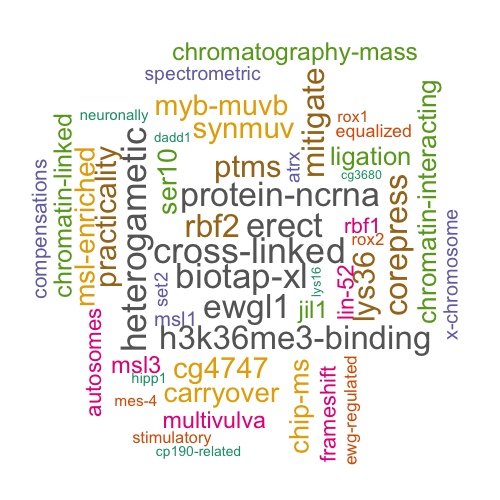 chromatography-mass
spectrometric
myb-muvb
neuronally
synmuv
dadd1
mitigate
rox1
equalized
chromatin-interacting
compensations
chromatin-linked
msl-enriched
practicality
heterogametic
ser10
ptms
atrx
ligation
cg3680
protein-ncrna
rbf2
erect
rbf1
rox2
corepress
x-chromosome
cross-linked
lys36
lys16
biotap-xl
set2
lin-52
msl1
ewgl1
jil1
h3k36me3-binding
autosomes
msl3
hipp1
cg4747
mes-4
carryover
chip-ms
frameshift
ewg-regulated
multivulva
stimulatory
cp190-related